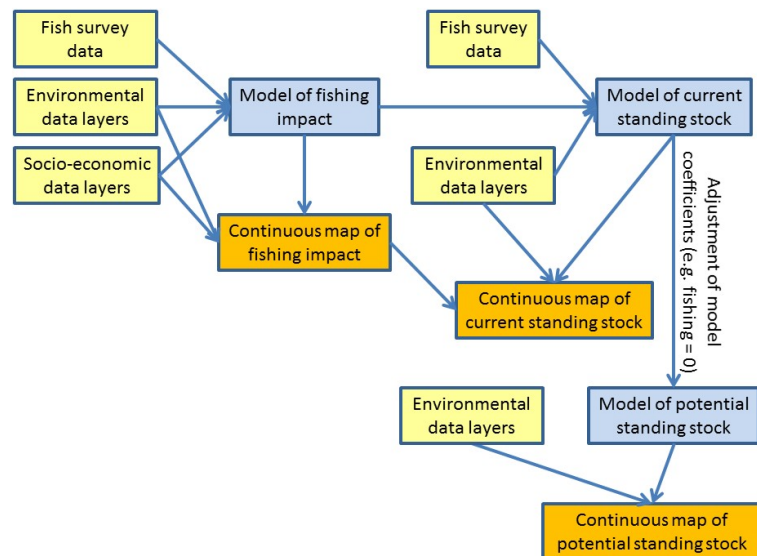 Fish survey
data
Fish survey
data
Environmental
data layers
Model of fishing
impact
Model of current
standing stock
Socio-economic
data layers
Environmental
data layers
Continuous map of
fishing impact
Adjustment of model
coefficients (e.g. fishing = 0)
Continuous map of
current standing stock
Environmental
data layers
Model of potential
standing stock
Continuous map of
potential standing stock